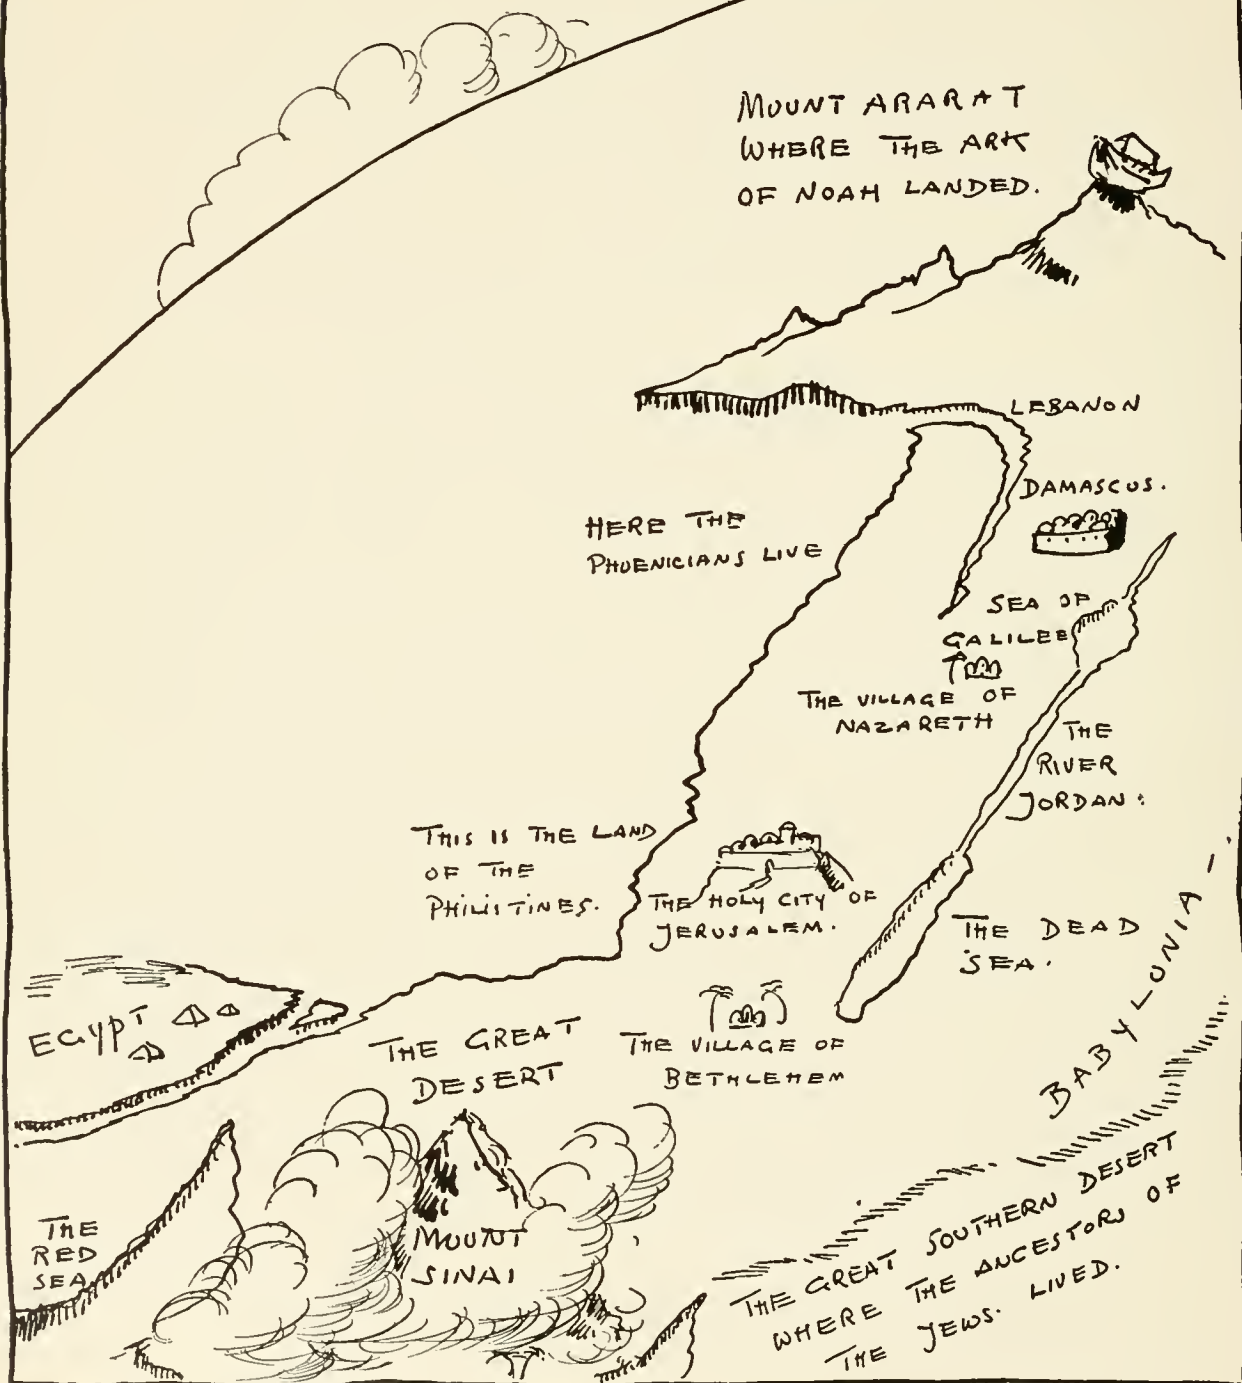 MOUNT ARARAT
WHERE THE ARK
OF NOAH LANDED.
LEBANON
DAMASCUS.
HERE THE
PHOENICIANS LIVE
SEA OF
GALILEE
THE VILLAGE OF
NAZARETH
THE
RIVER
JORDAN.
THIS IS THE LAND
OF THE
PHILISTINES.
THE HOLY CITY OF
JERUSALEM.
THE DEAD
SEA.
BABYLONIA
EGYPT
THE GREAT
DESERT
THE VILLAGE OF
BETHLEHEM
THE
RED
SEA
MOUNT
SINAI
THE GREAT SOUTHERN DESERT
WHERE THE ANCESTORS OF
THE JEWS. LIVED.